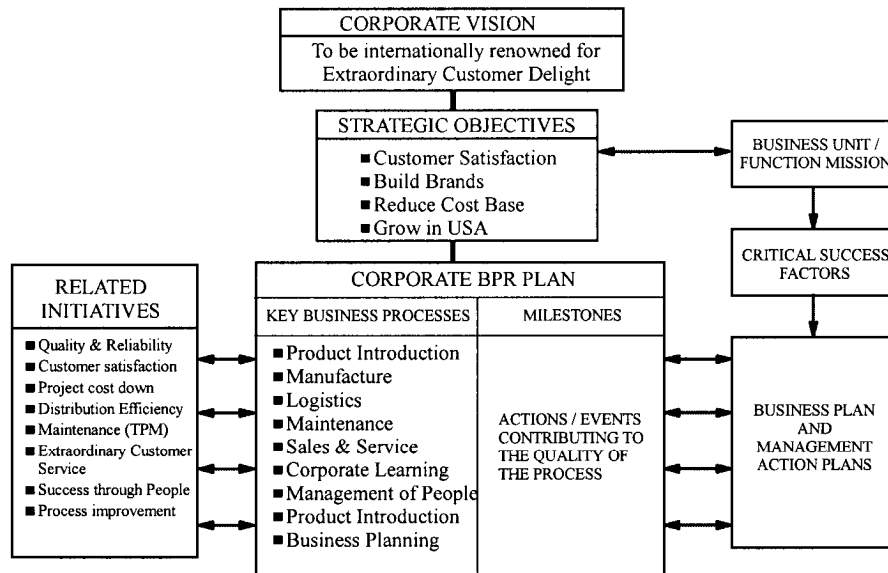 CORPORATE VISION
To be internationally renowned for
Extraordinary Customer Delight
STRATEGIC OBJECTIVES
■ Customer Satisfaction
■ Build Brands
■ Reduce Cost Base
■ Grow in USA
BUSINESS UNIT /
FUNCTION MISSION
CRITICAL SUCCESS
FACTORS
RELATED
INITIATIVES
■ Quality & Reliability
■ Customer satisfaction
■ Project cost down
■ Distribution Efficiency
■ Maintenance (TPM)
■ Extraordinary Customer
Service
■ Success through People
■ Process improvement
CORPORATE BPR PLAN
KEY BUSINESS PROCESSES
■ Product Introduction
■ Manufacture
■ Logistics
■ Maintenance
■ Sales & Service
■ Corporate Learning
■ Management of People
■ Product Introduction
■ Business Planning
MILESTONES
ACTIONS / EVENTS
CONTRIBUTING TO
THE QUALITY OF
THE PROCESS
BUSINESS PLAN
AND
MANAGEMENT
ACTION PLANS